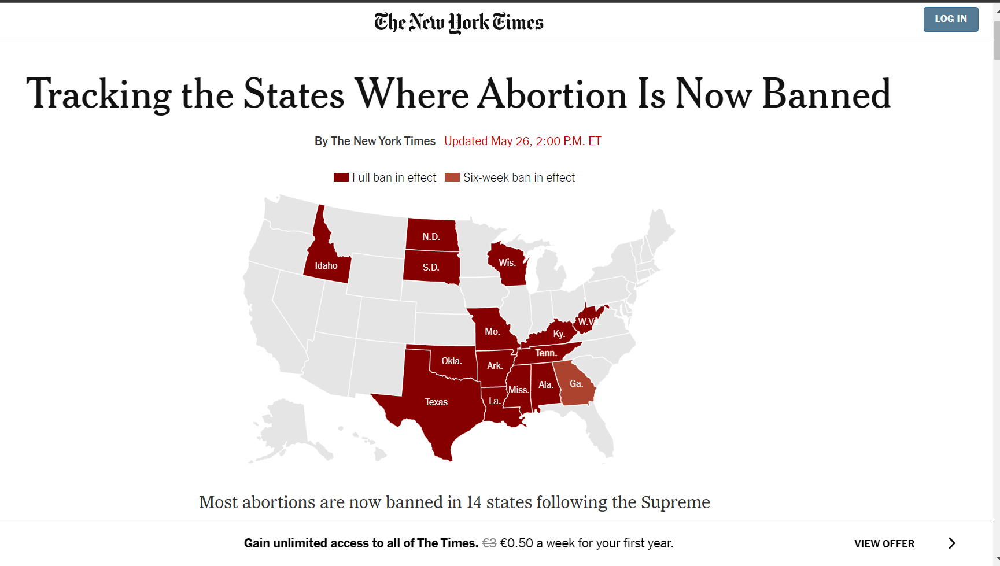 The New York Times
LOG IN
Tracking the States Where Abortion Is Now Banned
By The New York Times Updated May 26, 2:00 P.M. ET
Full ban in effect Six-week ban in effect
N.D.
Idaho
S.D.
Wis.
W.Va.
Mo.
Ky.
Tenn.
Okla.
Ark.
Miss.
Ala.
Ga.
Texas
La.
Most abortions are now banned in 14 states following the Supreme
Gain unlimited access to all of The Times. €3 €0.50 a week for your first year.
VIEW OFFER